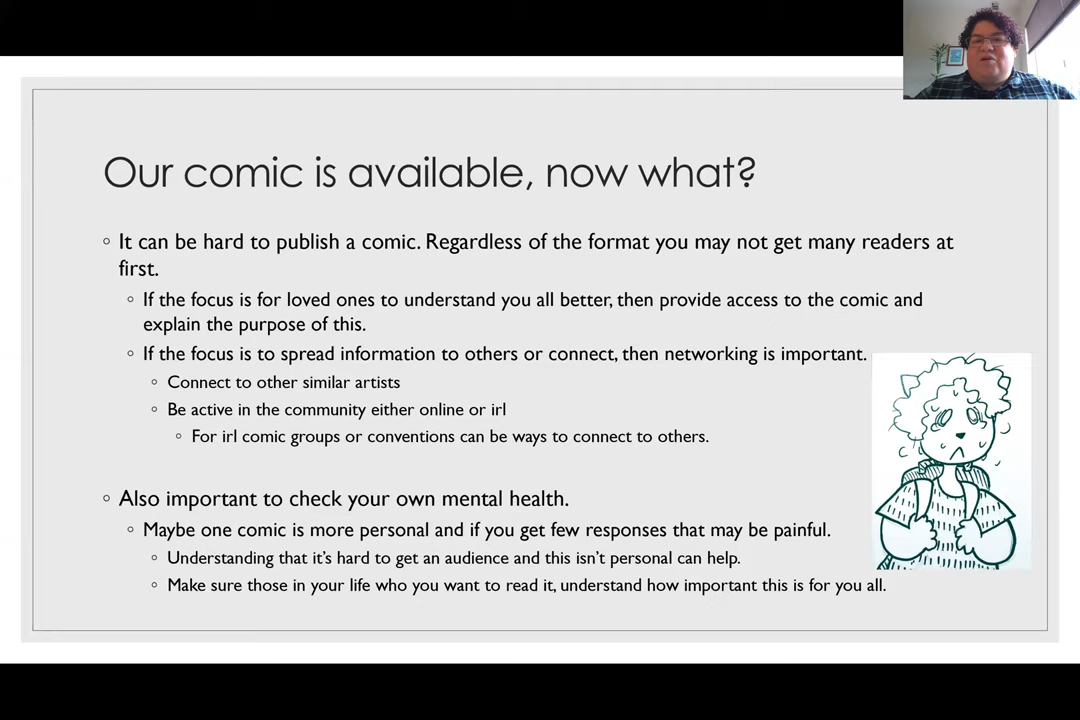 Our comic is available, now what?
It can be hard to publish a comic. Regardless of the format you may not get many readers at
first.
If the focus is for loved ones to understand you all better, then provide access to the comic and
explain the purpose of this.
If the focus is to spread information to others or connect, then networking is important.
Connect to other similar artists
Be active in the community either online or irl
For irl comic groups or conventions can be ways to connect to others.
Also important to check your own mental health.
Maybe one comic is more personal and if you get few responses that may be painful.
Understanding that it's hard to get an audience and this isn't personal can help.
Make sure those in your life who you want to read it, understand how important this is for you all.